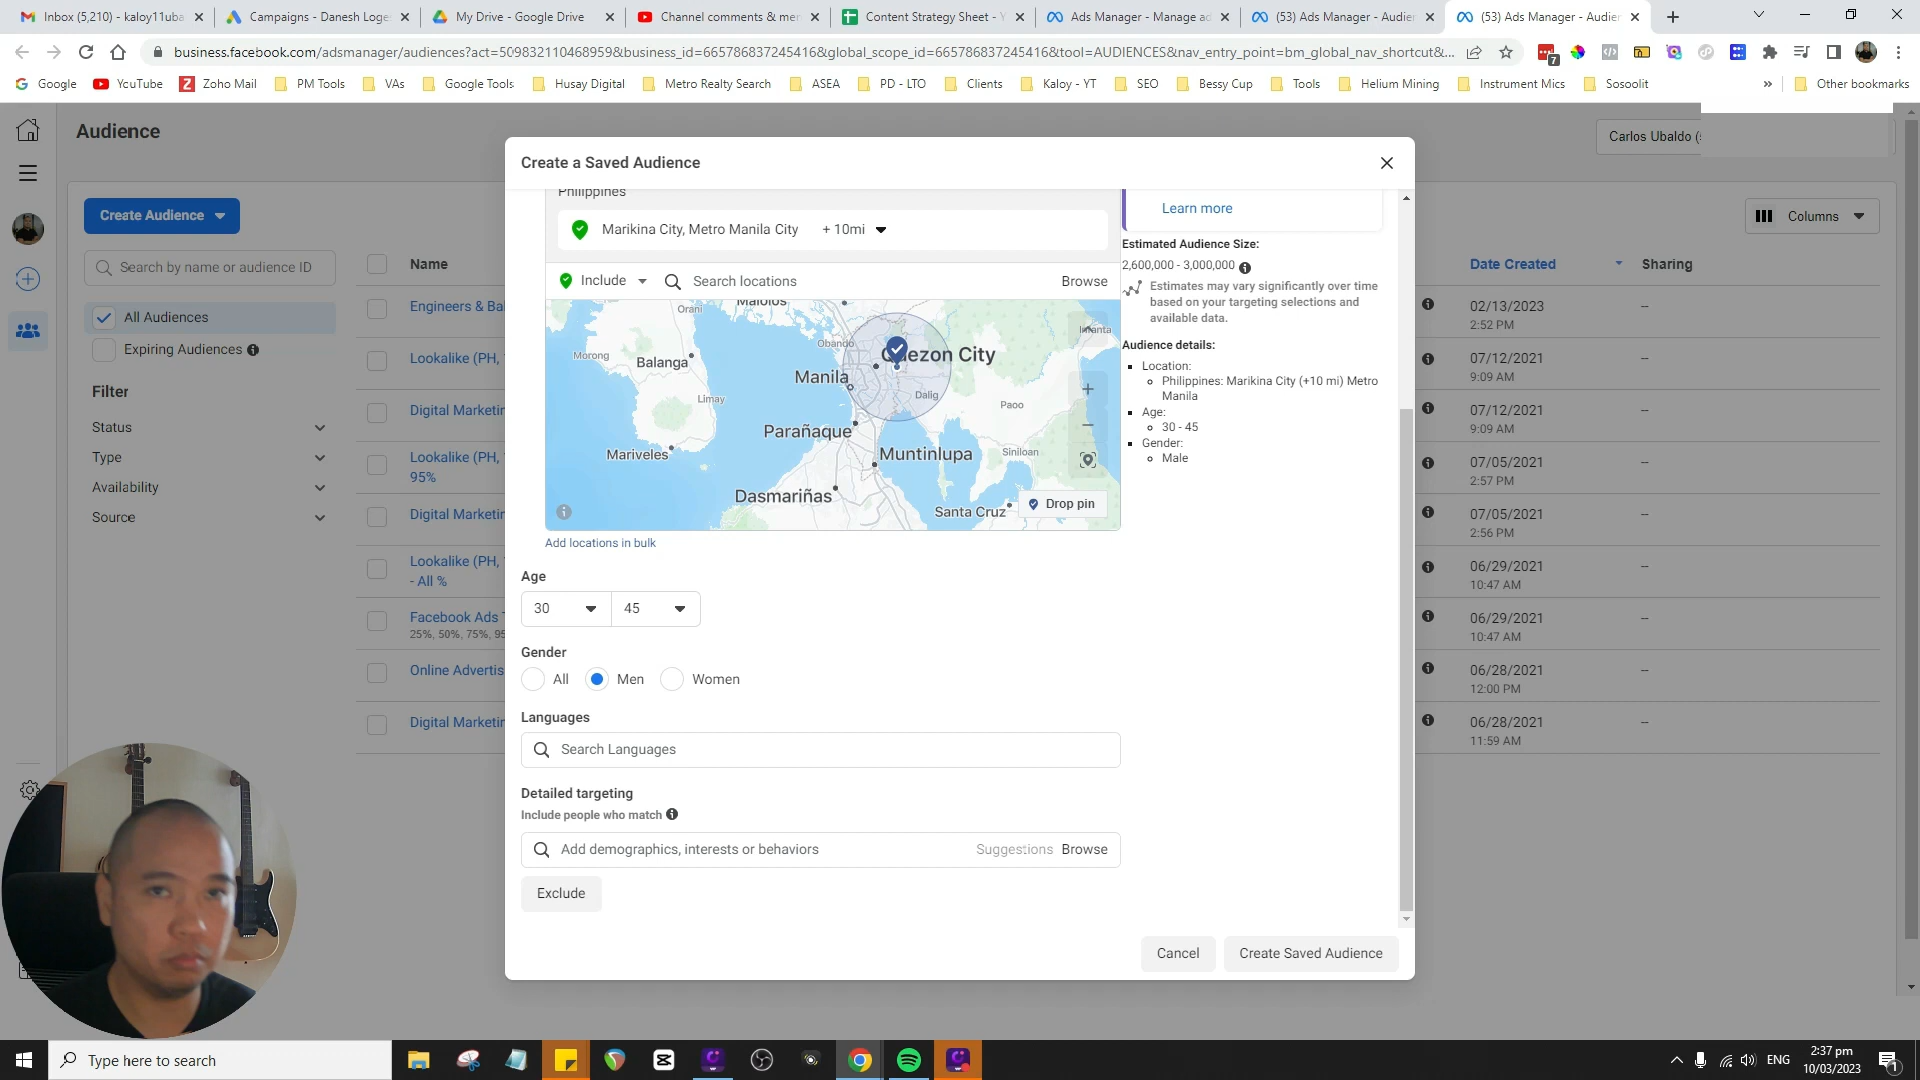 Inbox (5,210) - kaloy11uba
Campaigns - Danesh Loge
My Drive - Google Drive
Channel comments & me
Content Strategy Sheet - Y
Ads Manager - Manage ad
(53) Ads Manager - Audien
(53) Ads Manager - Audien
business.facebook.com/adsmanager/audiences?act=509832110468959&business_id=665786837245416&global_scope_id=665786837245416&tool=AUDIENCES&nav_entry_point=bm_global_nav_shortcut&...
7
Google
YouTube
Zoho Mail
PM Tools
VAs
Google Tools
Husay Digital
Metro Realty Search
ASEA
PD - LTO
Clients
Kaloy - YT
SEO
Bessy Cup
Tools
Helium Mining
Instrument Mics
Sosoolit
»
Other bookmarks
Audience
Carlos Ubaldo (
Create Audience
Search by name or audience ID
All Audiences
Expiring Audiences
Filter
Status
Type
Availability
Source
Name
Engineers & Ba
Lookalike (PH,
Digital Marketin
Lookalike (PH,
95%
Digital Marketin
Lookalike (PH,
- All %
Facebook Ads
25%, 50%, 75%, 95
Online Advertis
Digital Marketin
Create a Saved Audience
Philippines
Marikina City, Metro Manila City + 10mi
Include
Search locations
Browse
Malolos
Orani
Morong
Obando
Balanga
Quezon City
Infanta
Manila
Limay
Dalig
Paoo
Parañaque
Mariveles
Muntinlupa
Siniloan
Dasmariñas
Santa Cruz
Drop pin
Add locations in bulk
Age
30
45
Gender
All
Men
Women
Languages
Search Languages
Detailed targeting
Include people who match
Add demographics, interests or behaviors
Suggestions
Browse
Exclude
Cancel
Create Saved Audience
Learn more
Estimated Audience Size:
2,600,000 - 3,000,000
Estimates may vary significantly over time
based on your targeting selections and
available data.
Audience details:
Location:
Philippines: Marikina City (+10 mi) Metro
Manila
Age:
30 - 45
Gender:
Male
Columns
Date Created
Sharing
02/13/2023
2:52 PM
--
07/12/2021
9:09 AM
--
07/12/2021
9:09 AM
--
07/05/2021
2:57 PM
--
07/05/2021
2:56 PM
--
06/29/2021
10:47 AM
--
06/29/2021
10:47 AM
--
06/28/2021
12:00 PM
--
06/28/2021
11:59 AM
--
Type here to search
ENG
2:37 pm
10/03/2023
1